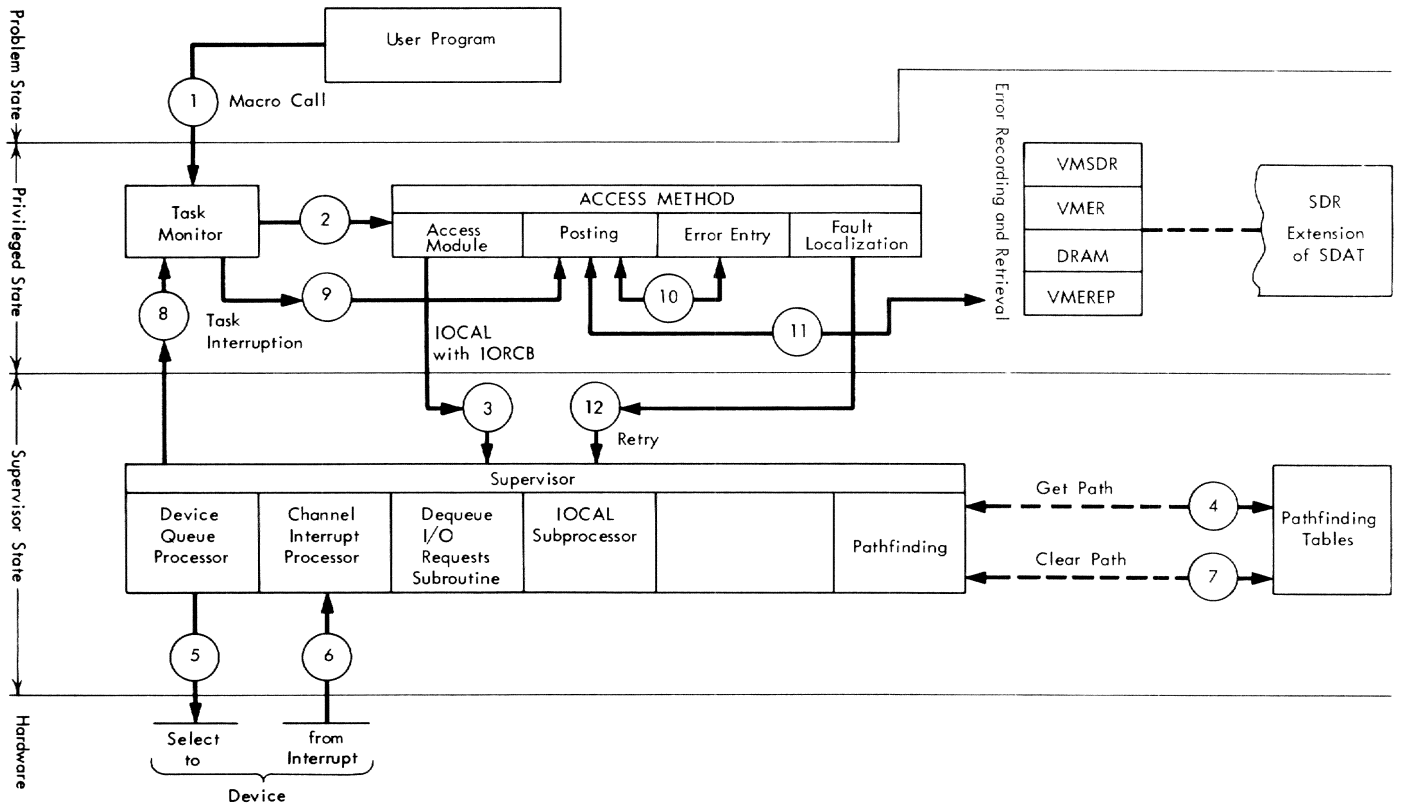 Problem State
User Program
1
Macro Call
Privileged State
Task
Monitor
2
ACCESS METHOD
Access
Module
Posting
Error Entry
Fault
Localization
Error Recording and Retrieval
VMSDR
VMER
DRAM
VMEREP
SDR
Extension
of SDAT
8
9
10
11
Task
Interruption
IOCAL
with IORCB
Supervisor State
3
12
Retry
Supervisor
Device
Queue
Processor
Channel
Interrupt
Processor
Dequeue
I/O
Requests
Subroutine
IOCAL
Subprocessor
Pathfinding
Get Path
4
Clear Path
7
Pathfinding
Tables
5
6
Hardware
Select
to
from
Interrupt
Device